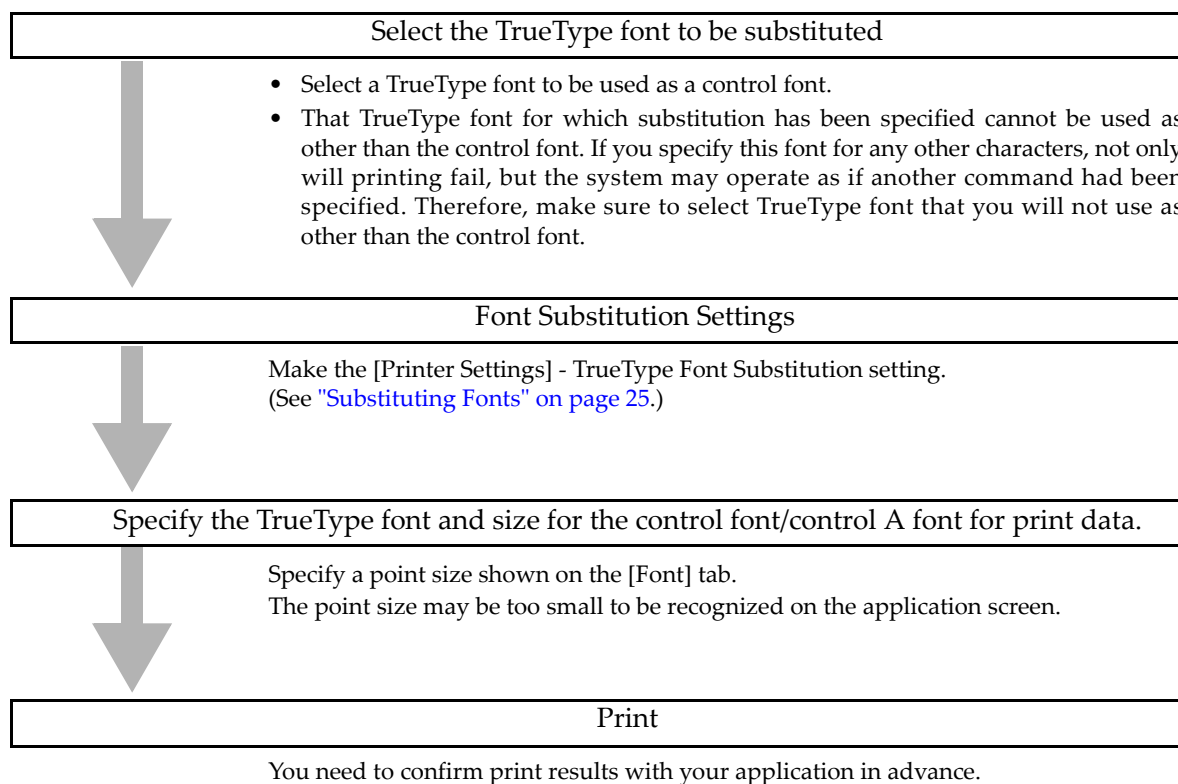 Select the TrueType font to be substituted
• Select a TrueType font to be used as a control font.
• That TrueType font for which substitution has been specified cannot be used as
other than the control font. If you specify this font for any other characters, not only
will printing fail, but the system may operate as if another command had been
specified. Therefore, make sure to select TrueType font that you will not use as
other than the control font.
Font Substitution Settings
Make the [Printer Settings] - TrueType Font Substitution setting.
(See "Substituting Fonts" on page 25.)
Specify the TrueType font and size for the control font/control A font for print data.
Specify a point size shown on the [Font] tab.
The point size may be too small to be recognized on the application screen.
Print
You need to confirm print results with your application in advance.